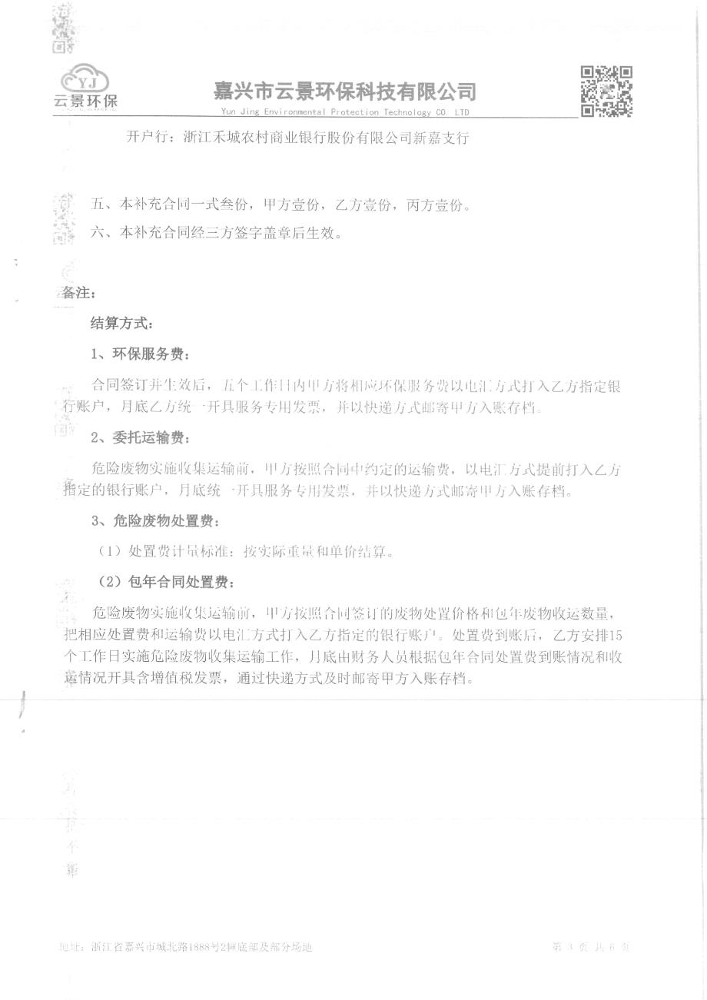 YJ
云景环保
嘉兴市云景环保科技有限公司
Yun Jing Environmental Protection Technology CO. LTD
开户行：浙江禾城农村商业银行股份有限公司新嘉支行
五、本补充合同一式叁份，甲方壹份，乙方壹份，丙方壹份。
六、本补充合同经三方签字盖章后生效。
备注：
结算方式：
1、环保服务费：
合同签订并生效后，五个工作日内甲方将相应环保服务费以电汇方式打入乙方指定银
行账户，月底乙方统一开具服务专用发票，并以快递方式邮寄甲方入账存档。
2、委托运输费：
危险废物实施收集运输前，甲方按照合同中约定的运输费，以电汇方式提前打入乙方
指定的银行账户，月底统一开具服务专用发票，并以快递方式邮寄甲方入账存档。
3、危险废物处置费：
（1）处置费计量标准：按实际重量和单价结算。
（2）包年合同处置费：
危险废物实施收集运输前，甲方按照合同签订的废物处置价格和包年废物收运数量，
把相应处置费和运输费以电汇方式打入乙方指定的银行账户。处置费到账后，乙方安排15
个工作日实施危险废物收集运输工作，月底由财务人员根据包年合同处置费到账情况和收
运情况开具含增值税发票，通过快递方式及时邮寄甲方入账存档。
地址：浙江省嘉兴市城北路1888号2幢底部及部分场地
第 3 页 共 6 页